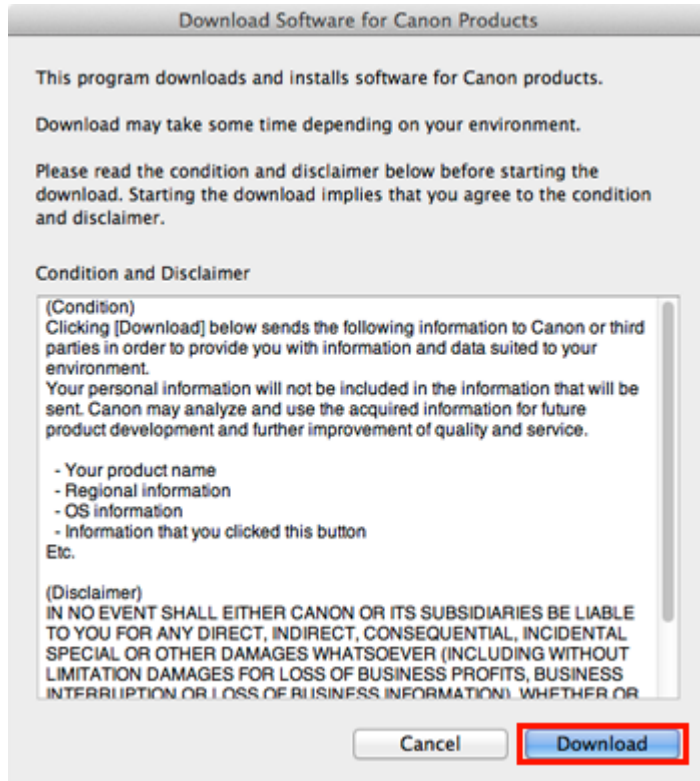 Download Software for Canon Products
This program downloads and installs software for Canon products.
Download may take some time depending on your environment.
Please read the condition and disclaimer below before starting the
download. Starting the download implies that you agree to the condition
and disclaimer.
Condition and Disclaimer
(Condition)
Clicking [Download] below sends the following information to Canon or third
parties in order to provide you with information and data suited to your
environment.
Your personal information will not be included in the information that will be
sent. Canon may analyze and use the acquired information for future
product development and further improvement of quality and service.
- Your product name
- Regional information
- OS information
- Information that you clicked this button
Etc.
(Disclaimer)
IN NO EVENT SHALL EITHER CANON OR ITS SUBSIDIARIES BE LIABLE
TO YOU FOR ANY DIRECT, INDIRECT, CONSEQUENTIAL, INCIDENTAL
SPECIAL OR OTHER DAMAGES WHATSOEVER (INCLUDING WITHOUT
LIMITATION DAMAGES FOR LOSS OF BUSINESS PROFITS, BUSINESS
INTERRUPTION OR LOSS OF BUSINESS INFORMATION), WHETHER OR
Cancel
Download